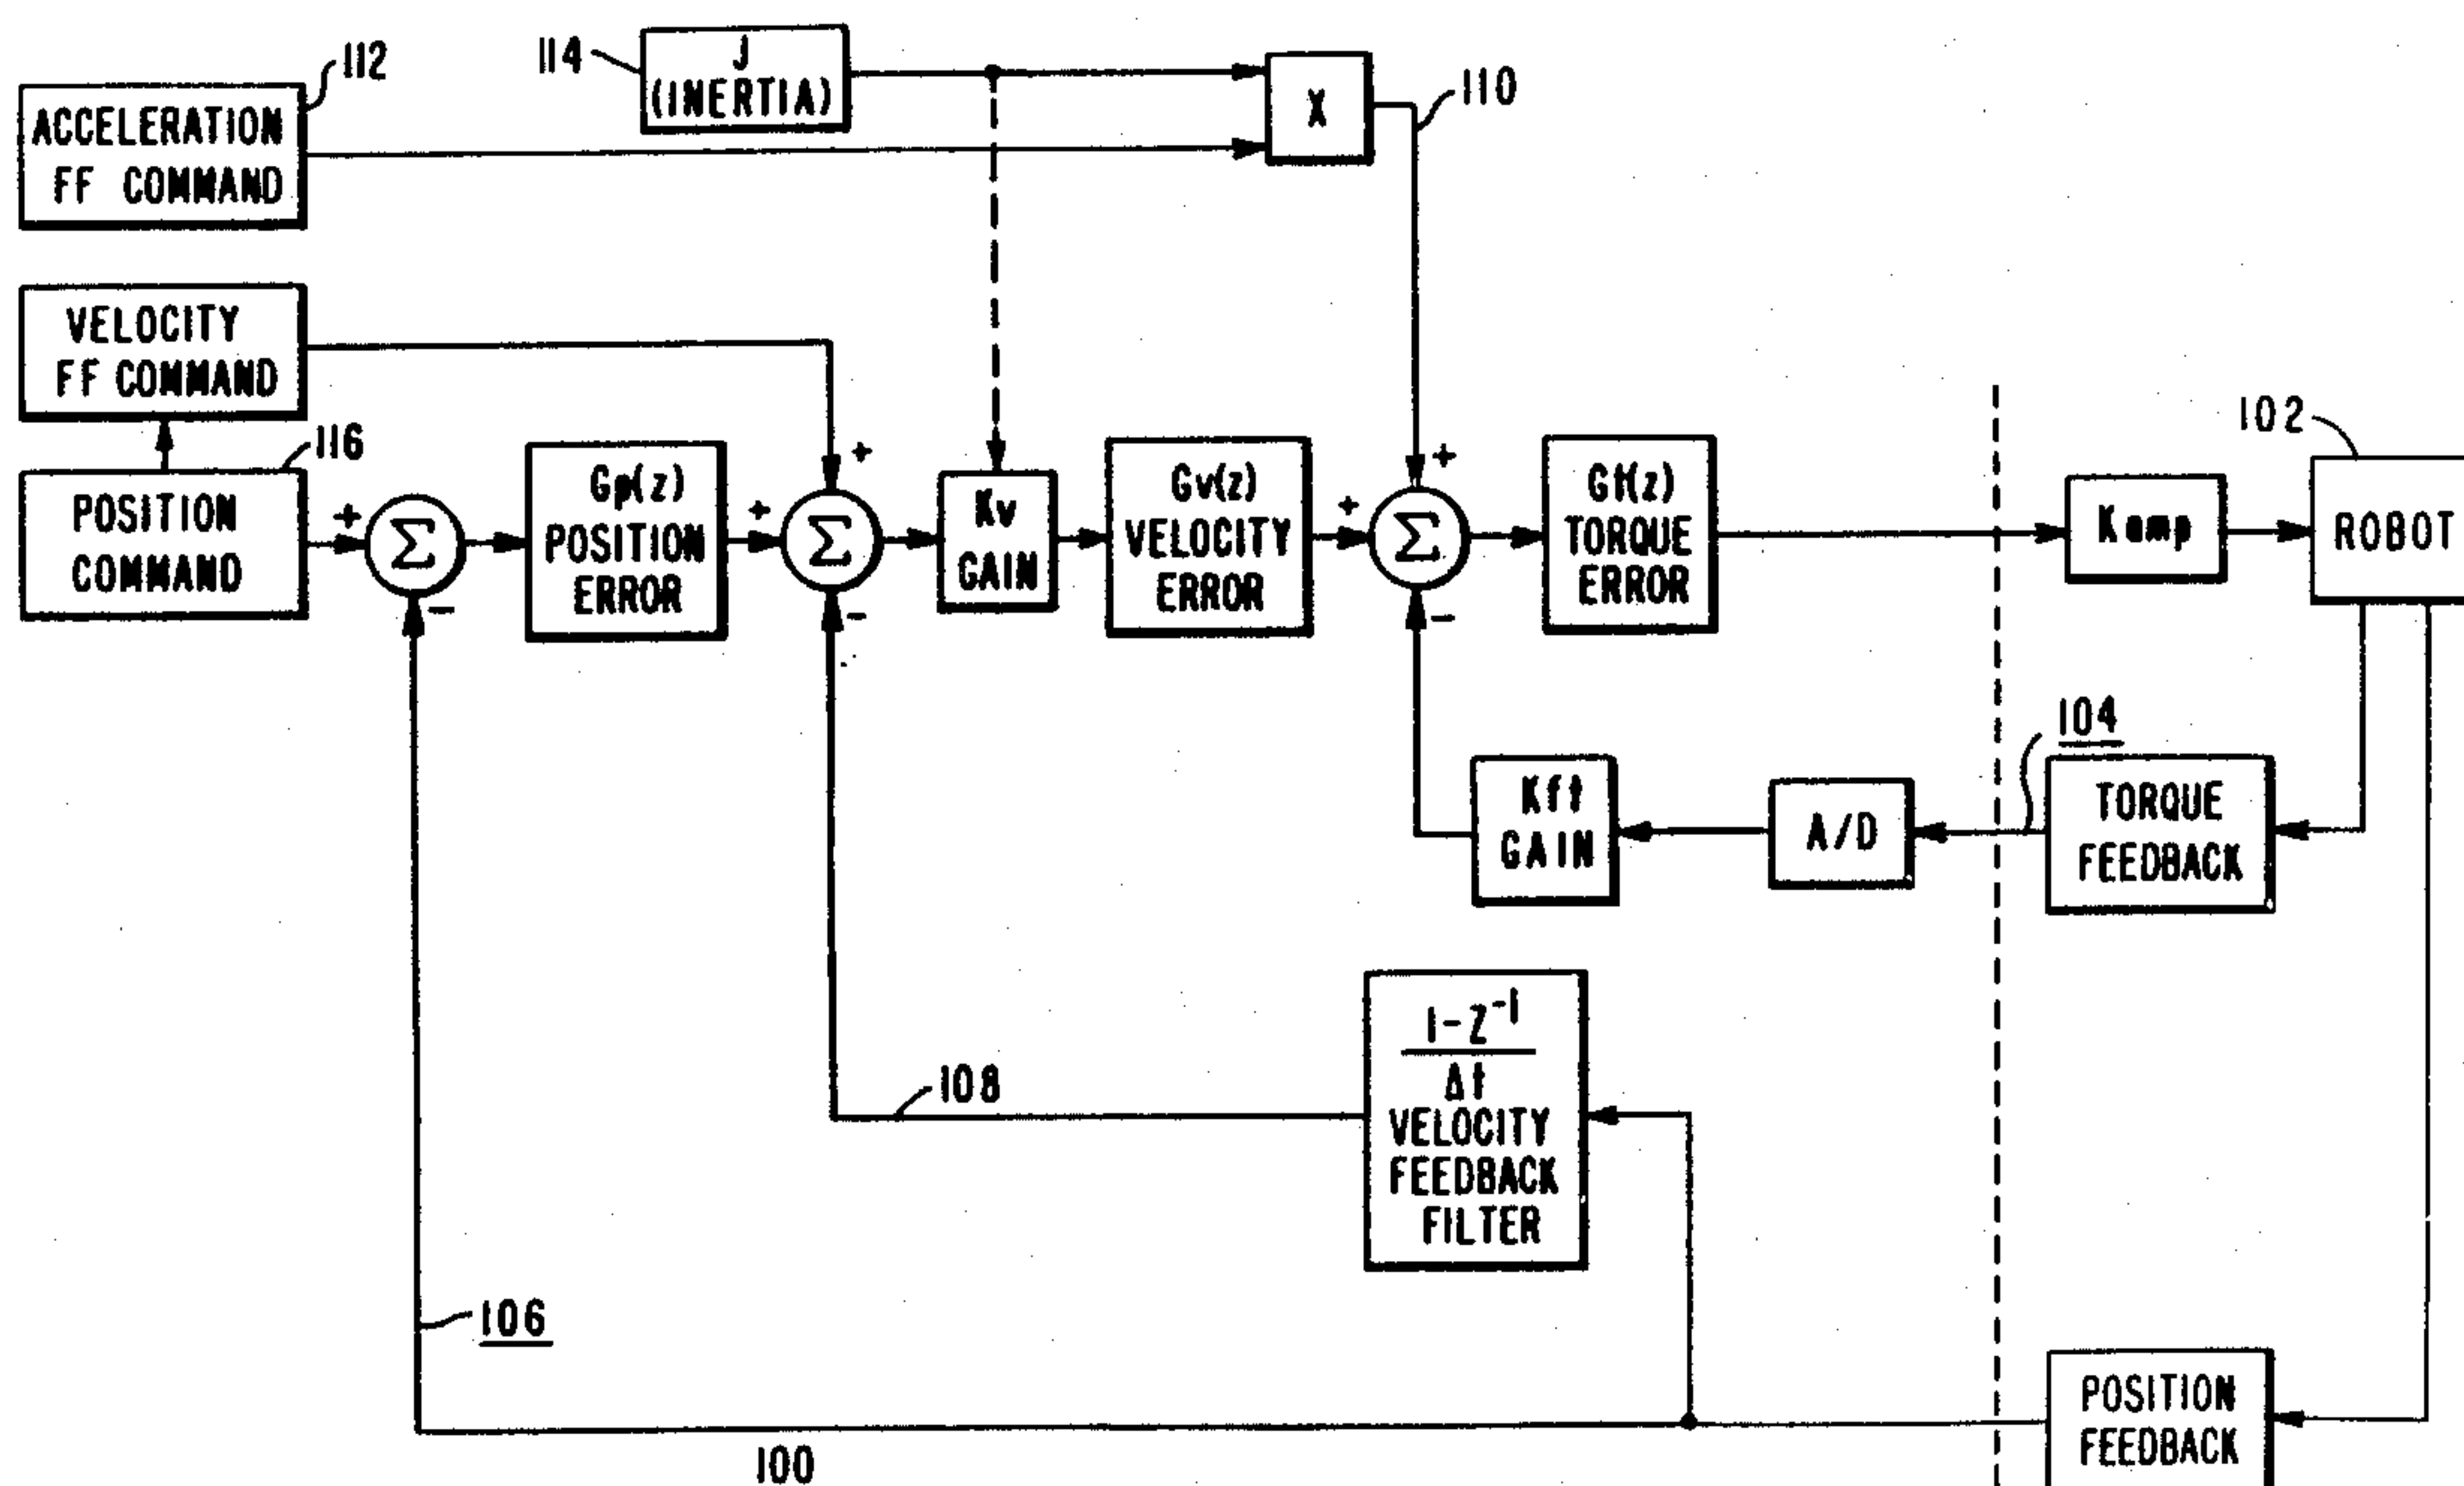 112
ACCELERATION
FF COMMAND
114
J
(INERTIA)
X
110
VELOCITY
FF COMMAND
116
POSITION
COMMAND
+
Σ
−
Gp(z)
POSITION
ERROR
+
+
Σ
−
Kv
GAIN
Gv(z)
VELOCITY
ERROR
+
+
Σ
−
Gt(z)
TORQUE
ERROR
Kamp
102
ROBOT
104
TORQUE
FEEDBACK
A/D
Kft
GAIN
1-Z⁻¹
Δt
VELOCITY
FEEDBACK
FILTER
108
106
100
POSITION
FEEDBACK